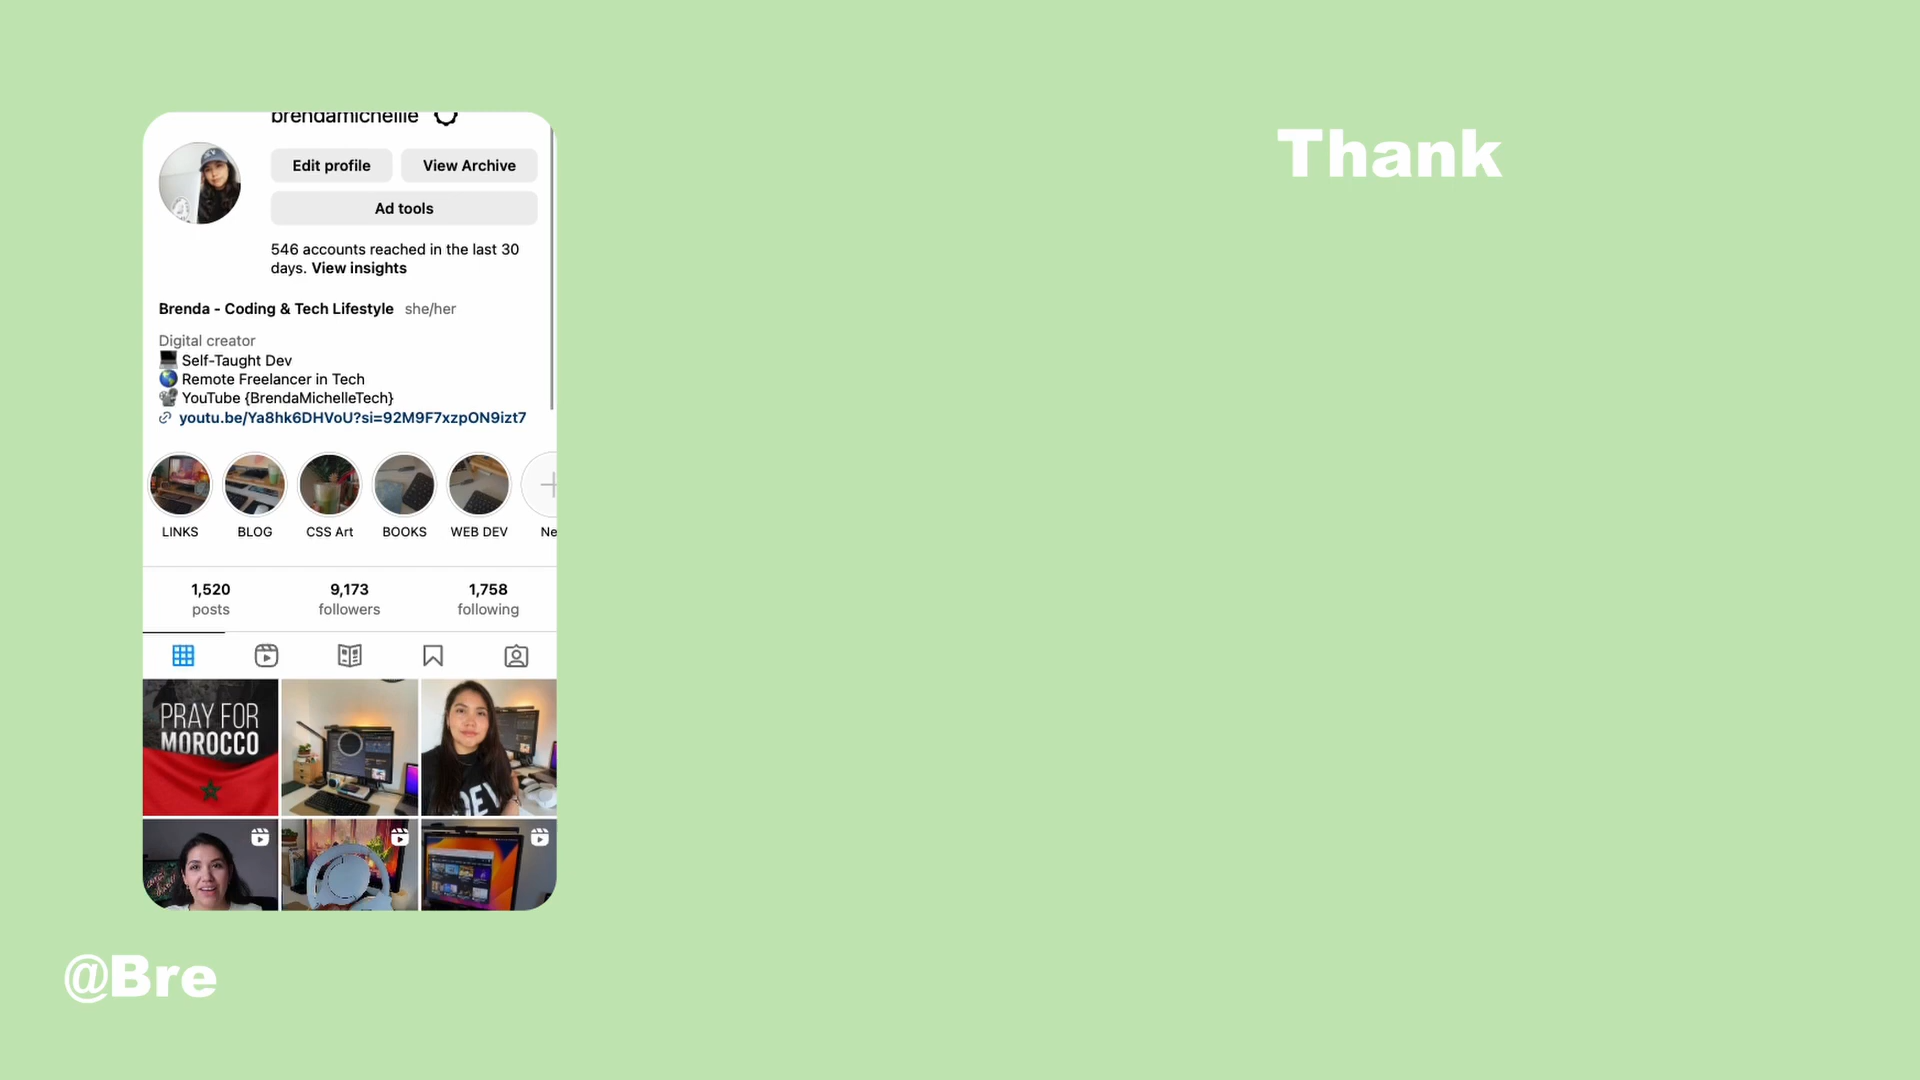 brendamichellle
Edit profile
View Archive
Ad tools
546 accounts reached in the last 30
days. View insights
Brenda - Coding & Tech Lifestyle she/her
Digital creator
Self-Taught Dev
Remote Freelancer in Tech
YouTube {BrendaMichelleTech}
youtu.be/Ya8hk6DHVoU?si=92M9F7xzpON9izt7
LINKS
BLOG
CSS Art
BOOKS
WEB DEV
Ne
1,520
posts
9,173
followers
1,758
following
PRAY FOR
MOROCCO
DEV
Thank
@Bre